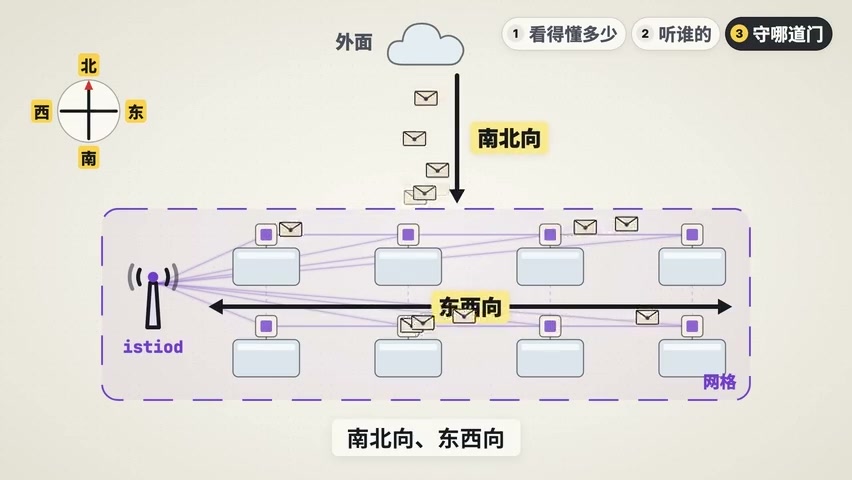 外面
1 看得懂多少
2 听谁的
3 守哪道门
北
西
东
南
南北向
东西向
istiod
网格
南北向、东西向